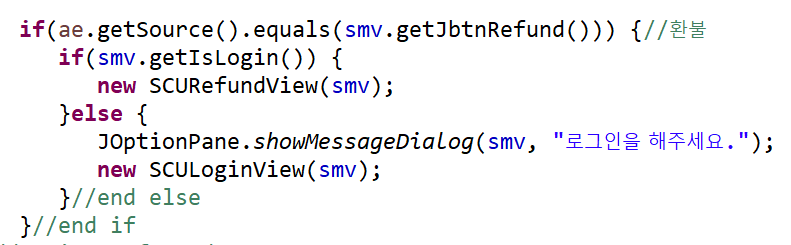 if(ae.getSource().equals(smv.getJbtnRefund())) {//환불
if(smv.getIsLogin()) {
new SCURefundView(smv);
}else {
JOptionPane.showMessageDialog(smv, "로그인을 해주세요.");
new SCULoginView(smv);
}//end else
}//end if